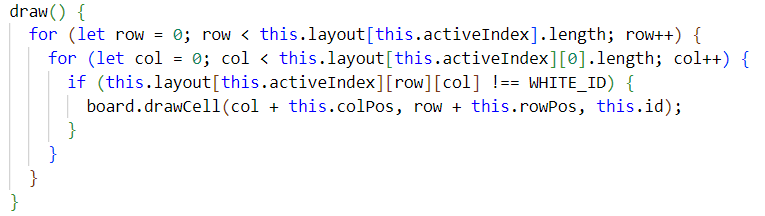 draw() {
for (let row = 0; row < this.layout[this.activeIndex].length; row++) {
for (let col = 0; col < this.layout[this.activeIndex][0].length; col++) {
if (this.layout[this.activeIndex][row][col] !== WHITE_ID) {
board.drawCell(col + this.colPos, row + this.rowPos, this.id);
}
}
}
}